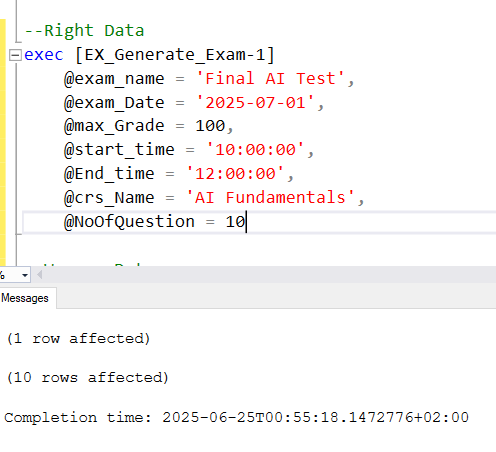 --Right Data
exec [EX_Generate_Exam-1]
@exam_name = 'Final AI Test',
@exam_Date = '2025-07-01',
@max_Grade = 100,
@start_time = '10:00:00',
@End_time = '12:00:00',
@crs_Name = 'AI Fundamentals',
@NoOfQuestion = 10
%
Messages
(1 row affected)
(10 rows affected)
Completion time: 2025-06-25T00:55:18.1472776+02:00